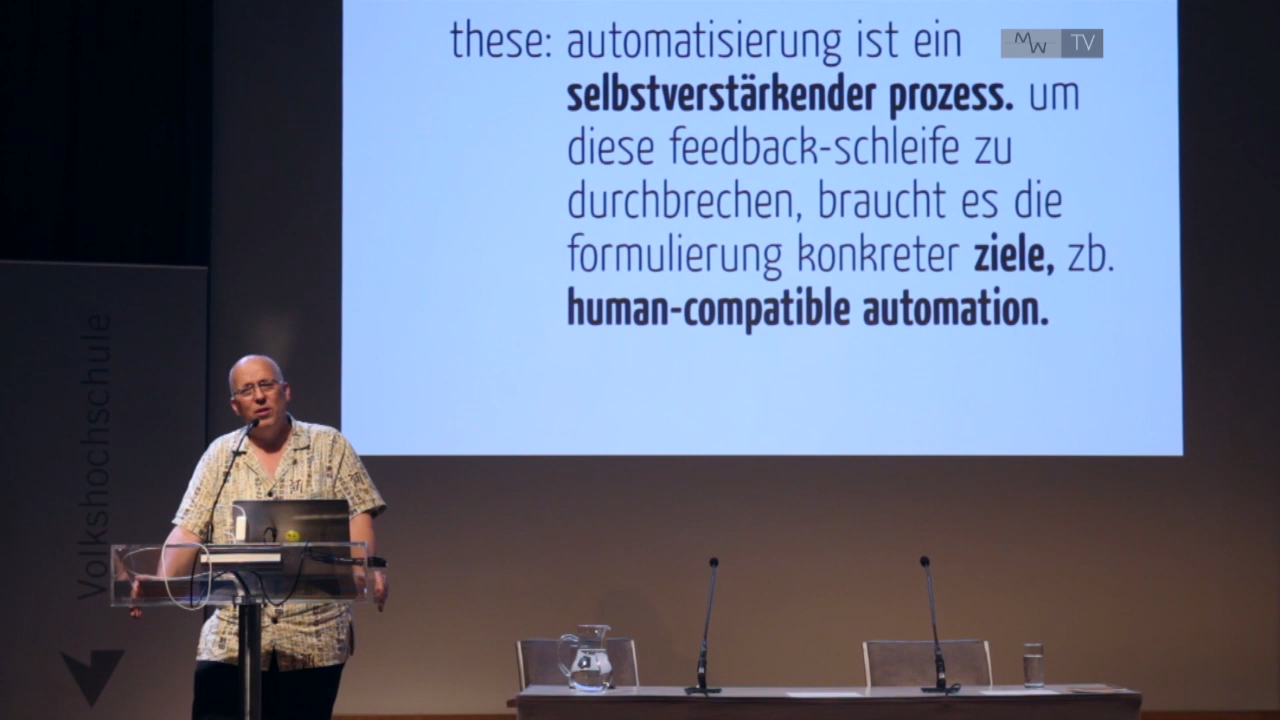 these: automatisierung ist ein
selbstverstärkender prozess. um
diese feedback-schleife zu
durchbrechen, braucht es die
formulierung konkreter ziele, zb.
human-compatible automation.
MW TV
Volkshochschule